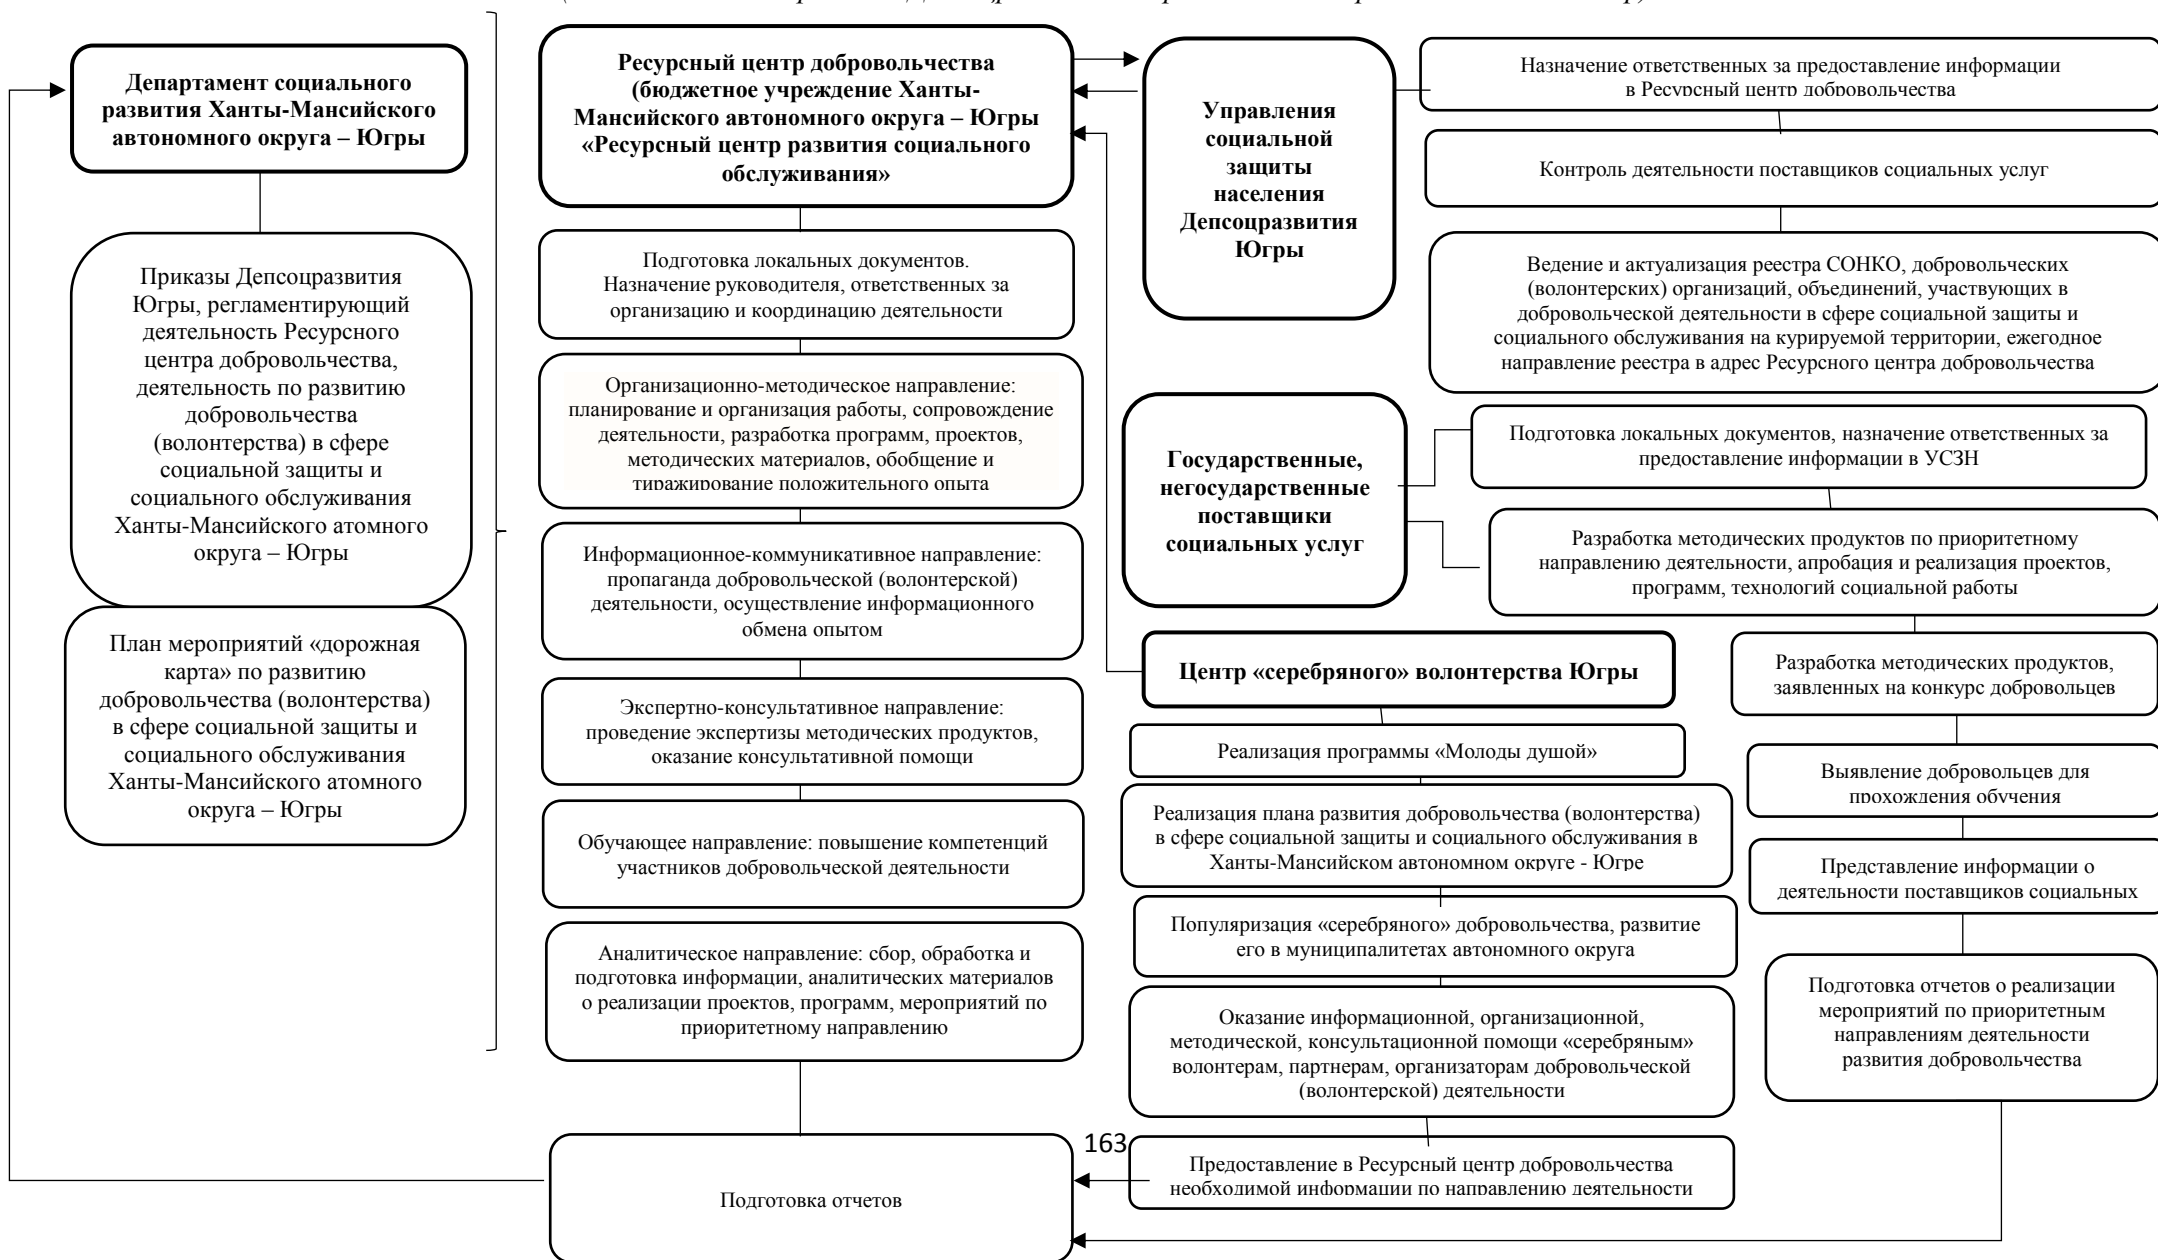 Департамент социального
развития Ханты-Мансийского
автономного округа – Югры
Приказы Депсоцразвития
Югры, регламентирующий
деятельность Ресурсного
центра добровольчества,
деятельность по развитию
добровольчества
(волонтерства) в сфере
социальной защиты и
социального обслуживания
Ханты-Мансийского атомного
округа – Югры
План мероприятий «дорожная
карта» по развитию
добровольчества (волонтерства)
в сфере социальной защиты и
социального обслуживания
Ханты-Мансийского атомного
округа – Югры
Ресурсный центр добровольчества
(бюджетное учреждение Ханты-
Мансийского автономного округа – Югры
«Ресурсный центр развития социального
обслуживания»
Подготовка локальных документов.
Назначение руководителя, ответственных за
организацию и координацию деятельности
Организационно-методическое направление:
планирование и организация работы, сопровождение
деятельности, разработка программ, проектов,
методических материалов, обобщение и
тиражирование положительного опыта
Информационное-коммуникативное направление:
пропаганда добровольческой (волонтерской)
деятельности, осуществление информационного
обмена опытом
Экспертно-консультативное направление:
проведение экспертизы методических продуктов,
оказание консультативной помощи
Обучающее направление: повышение компетенций
участников добровольческой деятельности
Аналитическое направление: сбор, обработка и
подготовка информации, аналитических материалов
о реализации проектов, программ, мероприятий по
приоритетному направлению
Подготовка отчетов
Управления
социальной
защиты
населения
Депсоцразвития
Югры
Назначение ответственных за предоставление информации
в Ресурсный центр добровольчества
Контроль деятельности поставщиков социальных услуг
Ведение и актуализация реестра СОНКО, добровольческих
(волонтерских) организаций, объединений, участвующих в
добровольческой деятельности в сфере социальной защиты и
социального обслуживания на курируемой территории, ежегодное
направление реестра в адрес Ресурсного центра добровольчества
Государственные,
негосударственные
поставщики
социальных услуг
Подготовка локальных документов, назначение ответственных за
предоставление информации в УСЗН
Разработка методических продуктов по приоритетному
направлению деятельности, апробация и реализация проектов,
программ, технологий социальной работы
Разработка методических продуктов,
заявленных на конкурс добровольцев
Выявление добровольцев для
прохождения обучения
Представление информации о
деятельности поставщиков социальных
Подготовка отчетов о реализации
мероприятий по приоритетным
направлениям деятельности
развития добровольчества
Центр «серебряного» волонтерства Югры
Реализация программы «Молоды душой»
Реализация плана развития добровольчества (волонтерства)
в сфере социальной защиты и социального обслуживания в
Ханты-Мансийском автономном округе - Югре
Популяризация «серебряного» добровольчества, развитие
его в муниципалитетах автономного округа
Оказание информационной, организационной,
методической, консультационной помощи «серебряным»
волонтерам, партнерам, организаторам добровольческой
(волонтерской) деятельности
Предоставление в Ресурсный центр добровольчества
необходимой информации по направлению деятельности
163